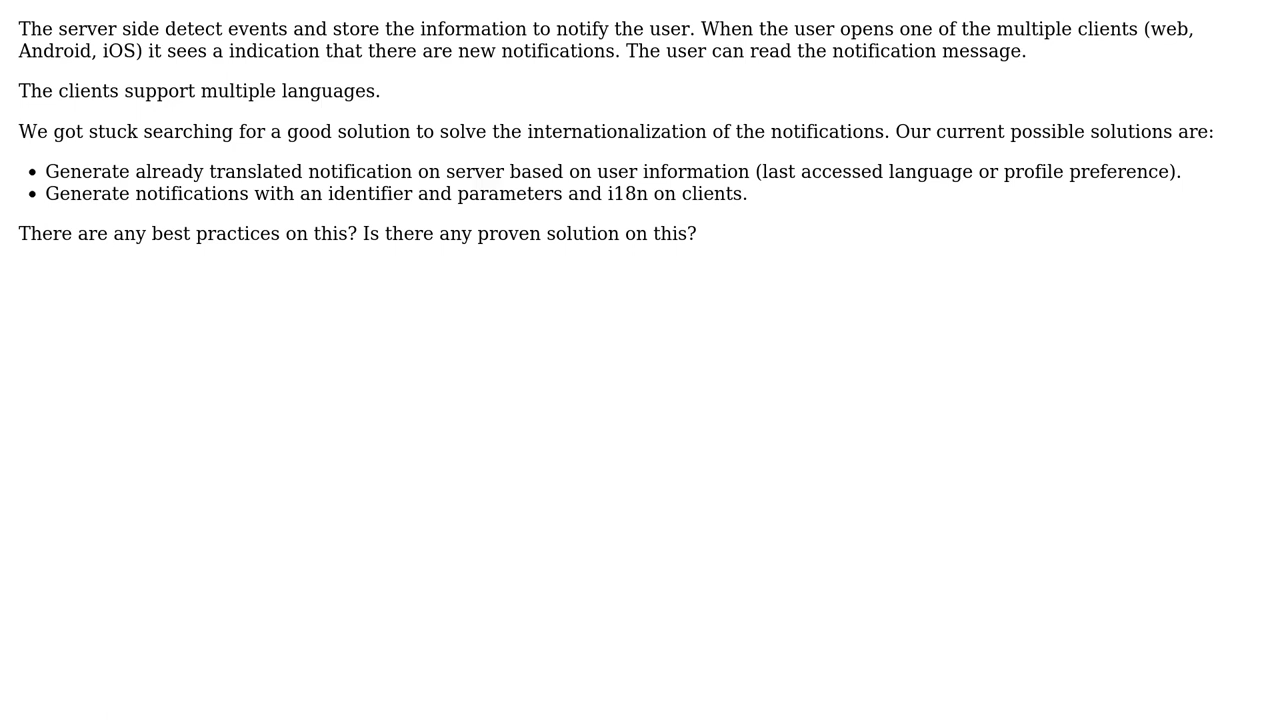 The server side detect events and store the information to notify the user. When the user opens one of the multiple clients (web,
Android, iOS) it sees a indication that there are new notifications. The user can read the notification message.
The clients support multiple languages.
We got stuck searching for a good solution to solve the internationalization of the notifications. Our current possible solutions are:
• Generate already translated notification on server based on user information (last accessed language or profile preference).
• Generate notifications with an identifier and parameters and i18n on clients.
There are any best practices on this? Is there any proven solution on this?